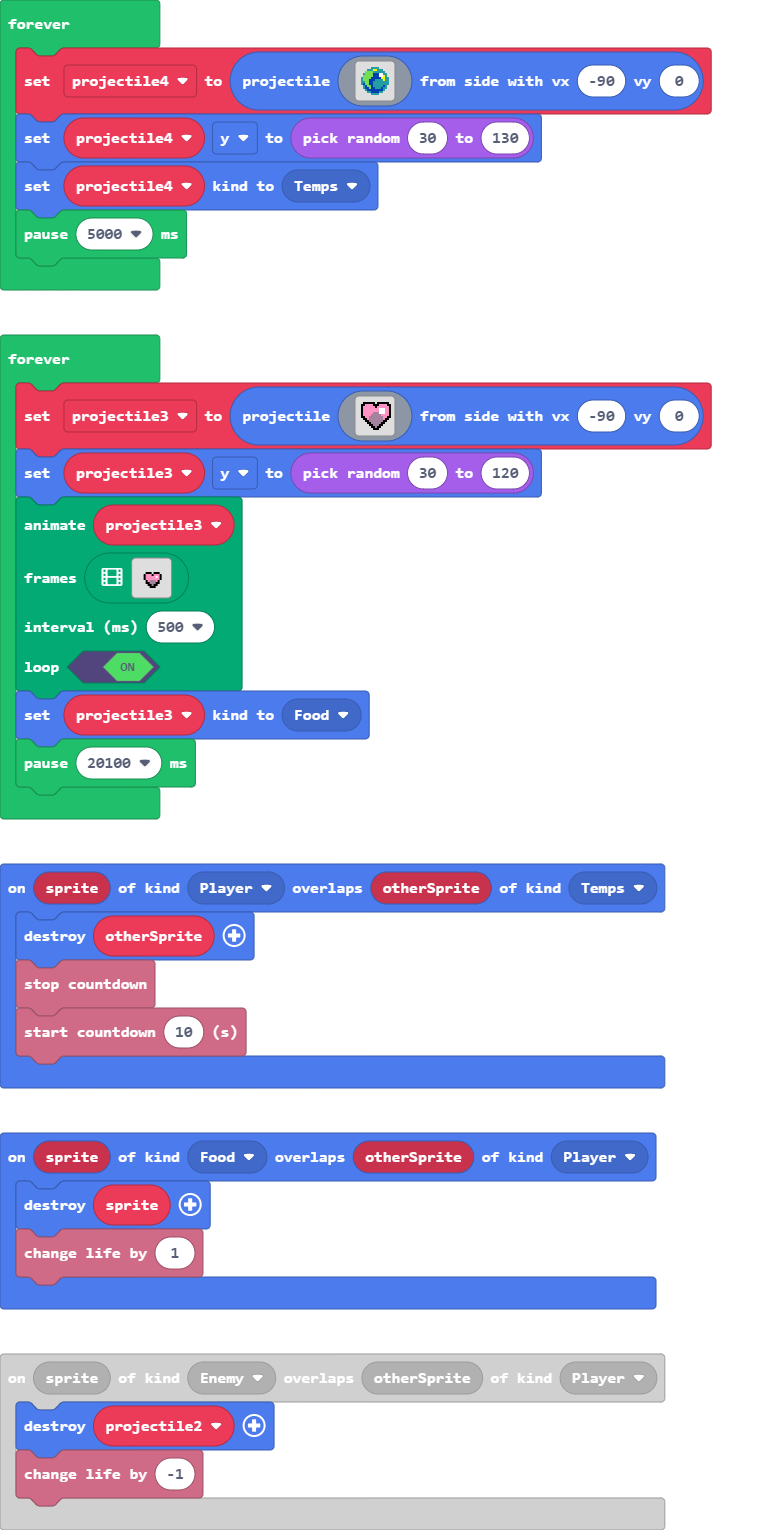 forever
set projectile4 to projectile from side with vx -90 vy 0
set projectile4 y to pick random 30 to 130
set projectile4 kind to Temps
pause 5000 ms
forever
set projectile3 to projectile from side with vx -90 vy 0
set projectile3 y to pick random 30 to 120
animate projectile3
frames
interval (ms) 500
loop ON
set projectile3 kind to Food
pause 20100 ms
on sprite of kind Player overlaps otherSprite of kind Temps
destroy otherSprite
stop countdown
start countdown 10 (s)
on sprite of kind Food overlaps otherSprite of kind Player
destroy sprite
change life by 1
on sprite of kind Enemy overlaps otherSprite of kind Player
destroy projectile2
change life by -1